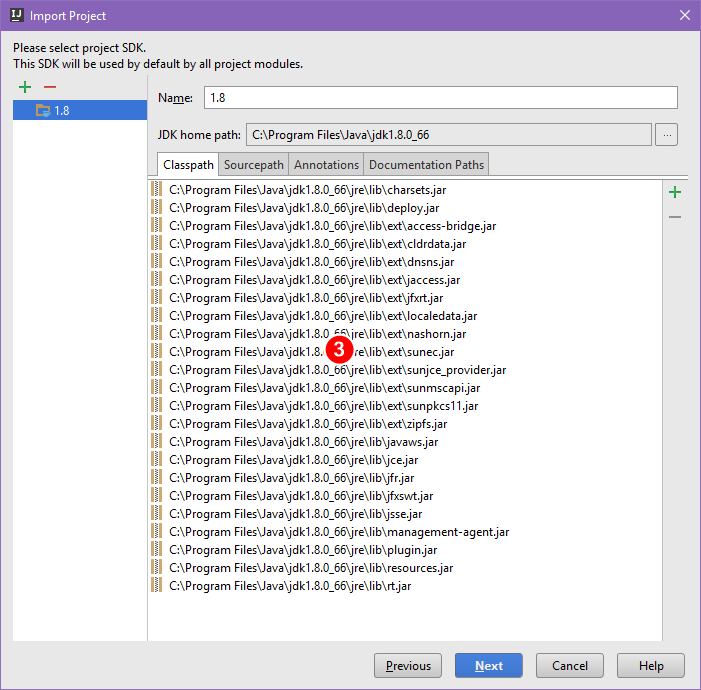 Import Project
Please select project SDK.
This SDK will be used by default by all project modules.
1.8
Name: 1.8
JDK home path: C:\Program Files\Java\jdk1.8.0_66 ...
Classpath Sourcepath Annotations Documentation Paths
C:\Program Files\Java\jdk1.8.0_66\jre\lib\charsets.jar
C:\Program Files\Java\jdk1.8.0_66\jre\lib\deploy.jar
C:\Program Files\Java\jdk1.8.0_66\jre\lib\ext\access-bridge.jar
C:\Program Files\Java\jdk1.8.0_66\jre\lib\ext\cldrdata.jar
C:\Program Files\Java\jdk1.8.0_66\jre\lib\ext\dnsns.jar
C:\Program Files\Java\jdk1.8.0_66\jre\lib\ext\jaccess.jar
C:\Program Files\Java\jdk1.8.0_66\jre\lib\ext\jfxrt.jar
C:\Program Files\Java\jdk1.8.0_66\jre\lib\ext\localedata.jar
C:\Program Files\Java\jdk1.8.0_66\jre\lib\ext\nashorn.jar
C:\Program Files\Java\jdk1.8.0_66\jre\lib\ext\sunec.jar
3
C:\Program Files\Java\jdk1.8.0_66\jre\lib\ext\sunjce_provider.jar
C:\Program Files\Java\jdk1.8.0_66\jre\lib\ext\sunmscapi.jar
C:\Program Files\Java\jdk1.8.0_66\jre\lib\ext\sunpkcs11.jar
C:\Program Files\Java\jdk1.8.0_66\jre\lib\ext\zipfs.jar
C:\Program Files\Java\jdk1.8.0_66\jre\lib\javaws.jar
C:\Program Files\Java\jdk1.8.0_66\jre\lib\jce.jar
C:\Program Files\Java\jdk1.8.0_66\jre\lib\jfr.jar
C:\Program Files\Java\jdk1.8.0_66\jre\lib\jfxswt.jar
C:\Program Files\Java\jdk1.8.0_66\jre\lib\jsse.jar
C:\Program Files\Java\jdk1.8.0_66\jre\lib\management-agent.jar
C:\Program Files\Java\jdk1.8.0_66\jre\lib\plugin.jar
C:\Program Files\Java\jdk1.8.0_66\jre\lib\resources.jar
C:\Program Files\Java\jdk1.8.0_66\jre\lib\rt.jar
Previous Next Cancel Help